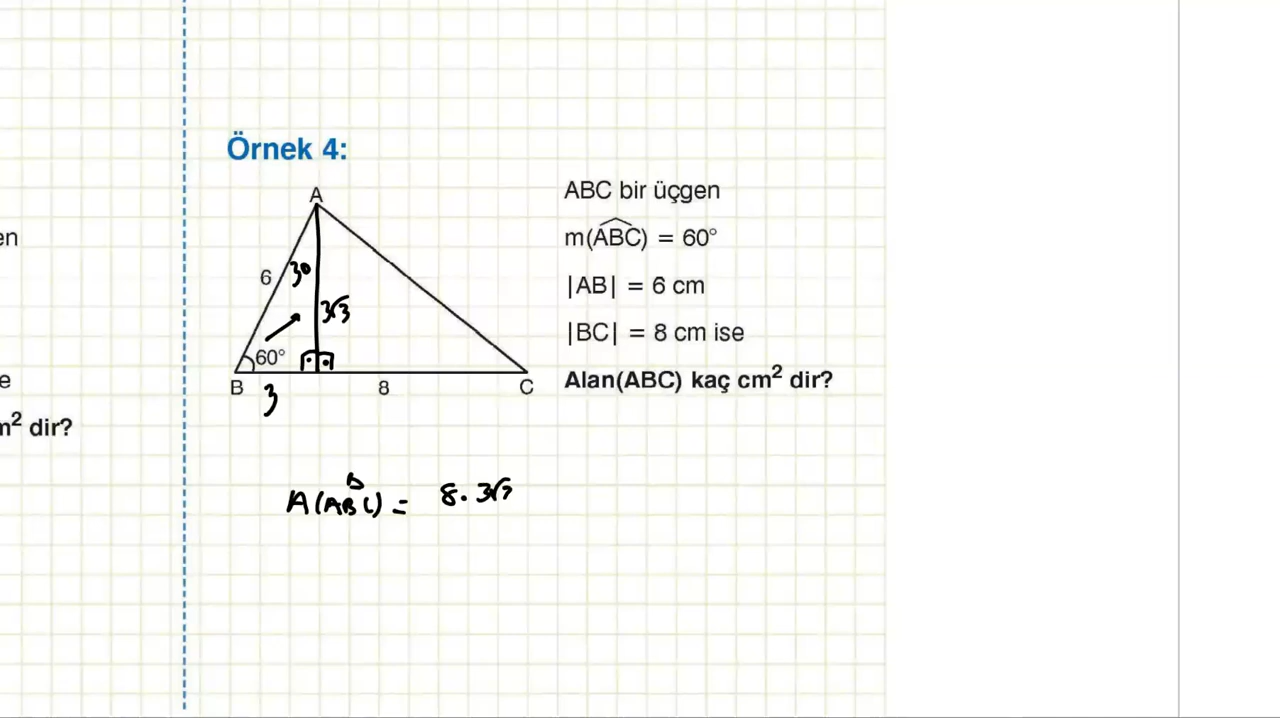 Örnek 4:
A
ABC bir üçgen
en
m(ABC) = 60°
6
30
|AB| = 6 cm
3√3
|BC| = 8 cm ise
60°
e
B
8
C
Alan(ABC) kaç cm² dir?
3
m² dir?
A(ABC) = 8.3√3